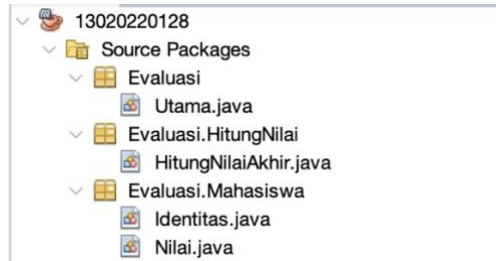 13020220128
Source Packages
Evaluasi
Utama.java
Evaluasi.HitungNilai
HitungNilaiAkhir.java
Evaluasi.Mahasiswa
Identitas.java
Nilai.java